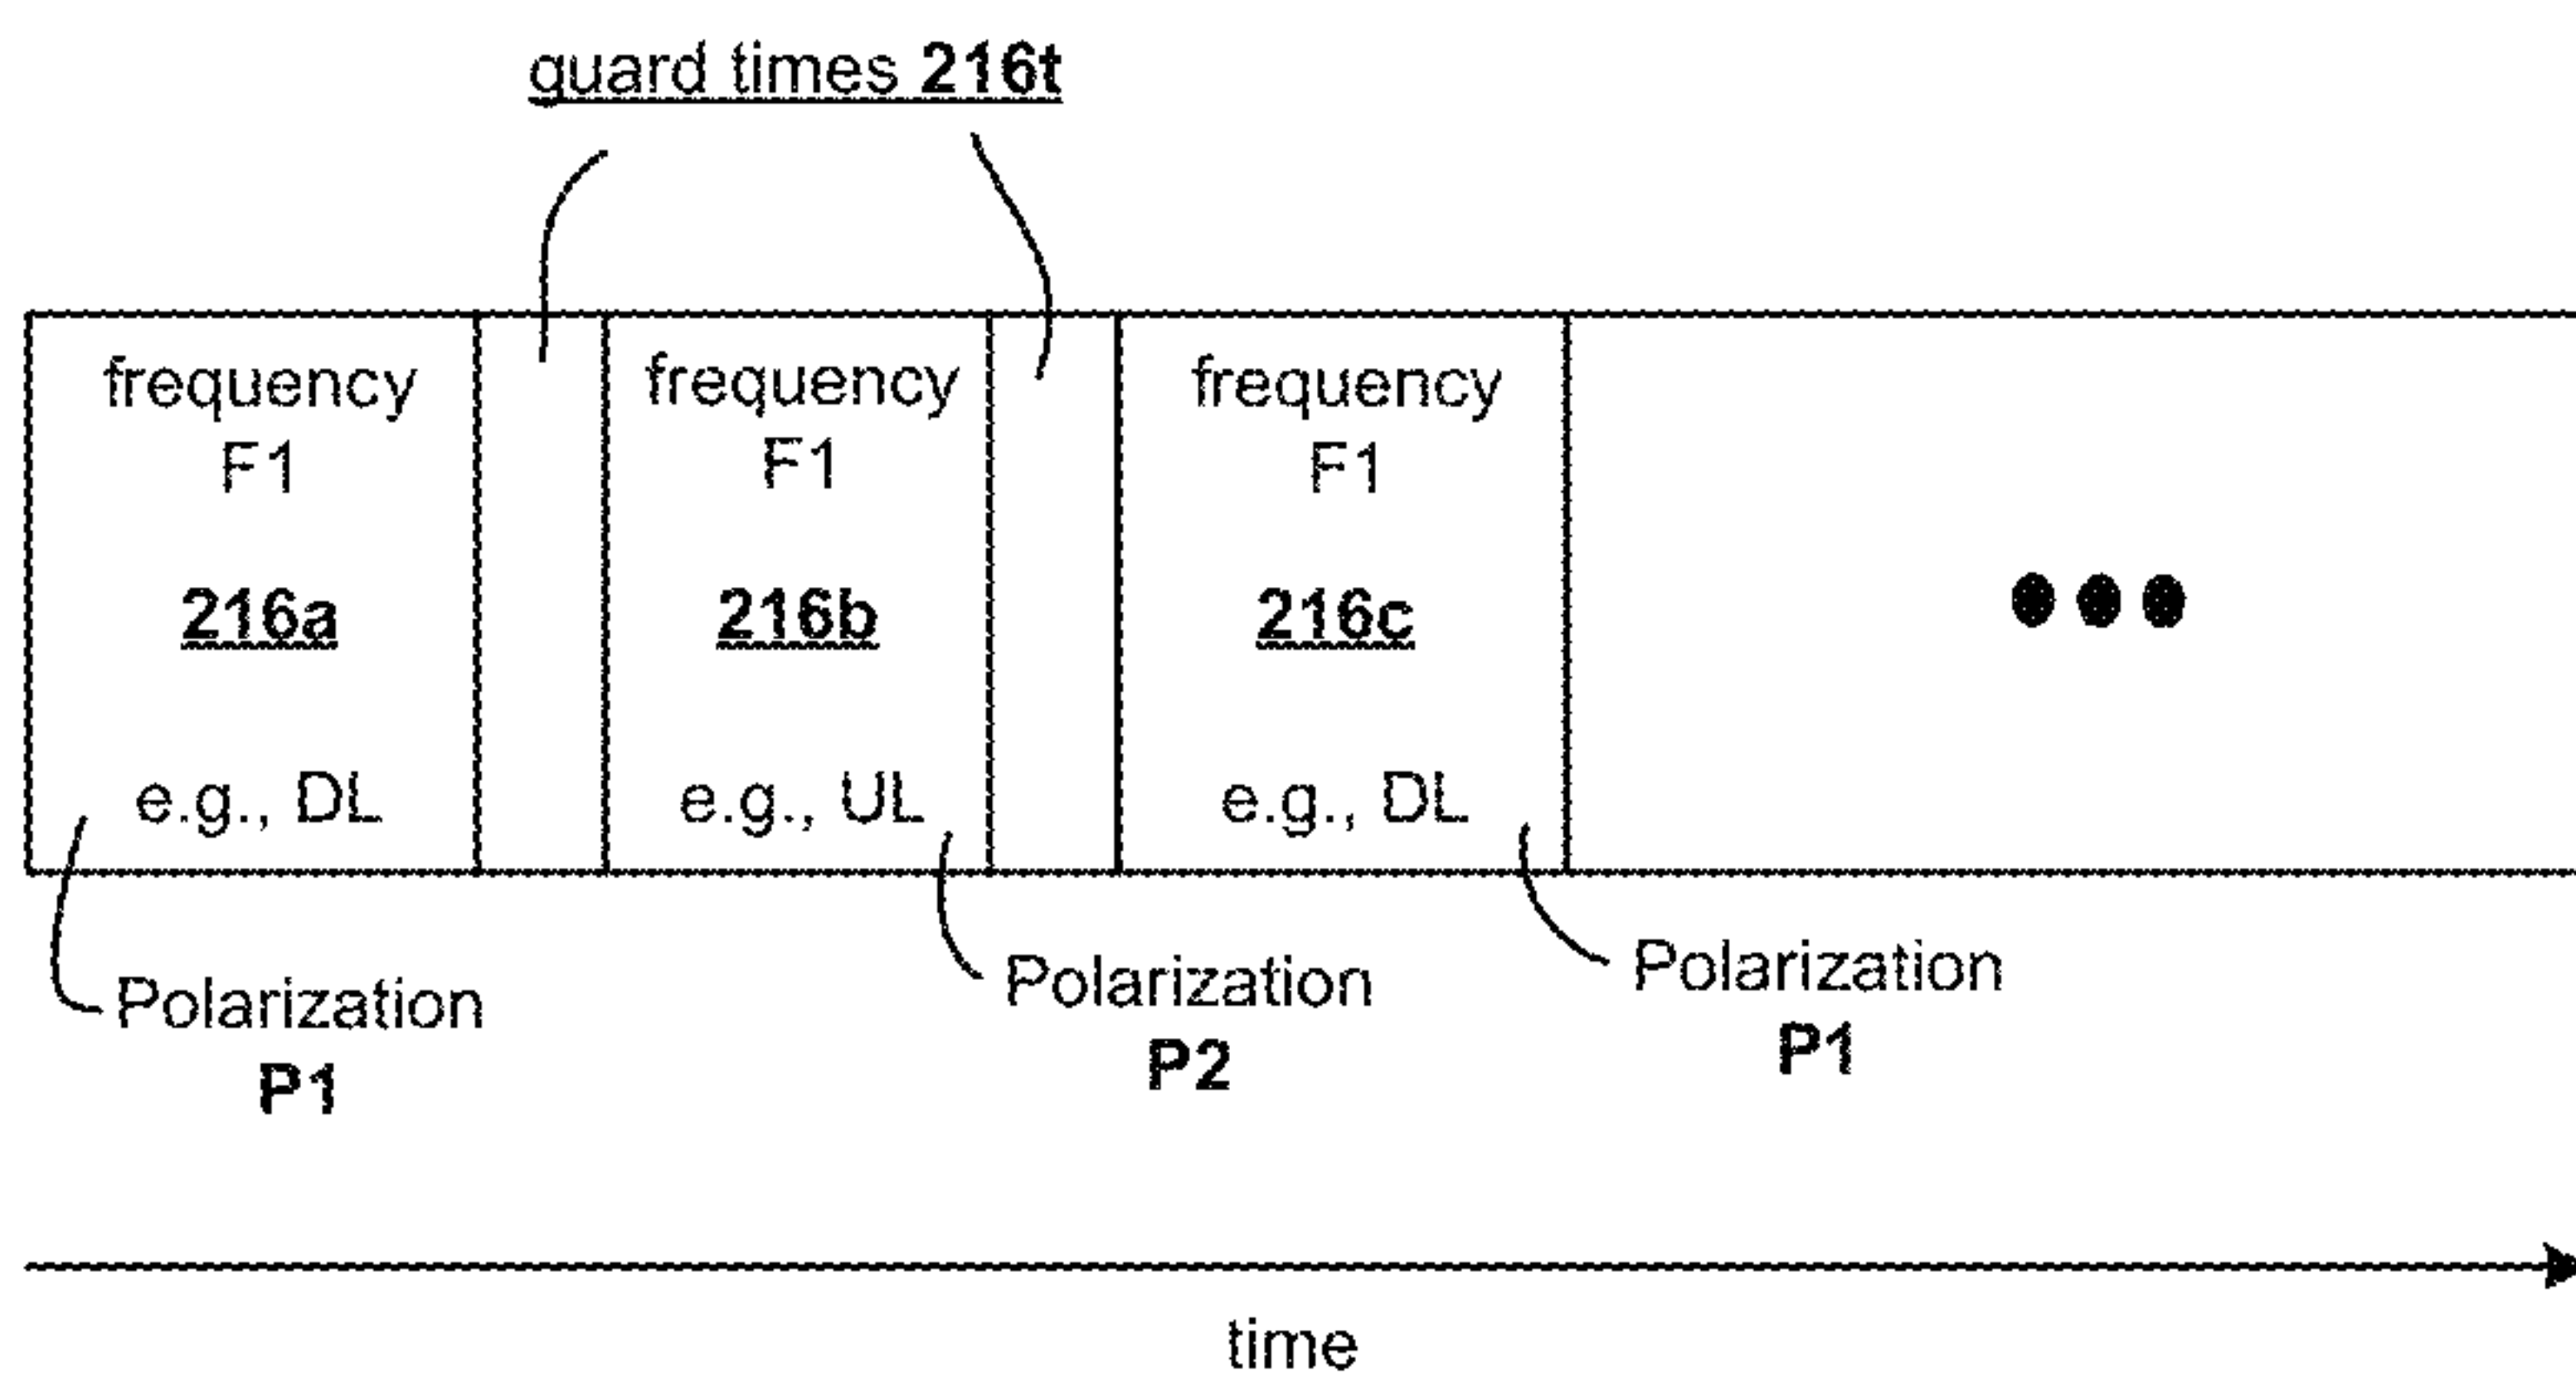 guard times 216t
frequency
F1
216a
e.g., DL
frequency
F1
216b
e.g., UL
frequency
F1
216c
e.g., DL
Polarization
P1
Polarization
P2
Polarization
P1
time